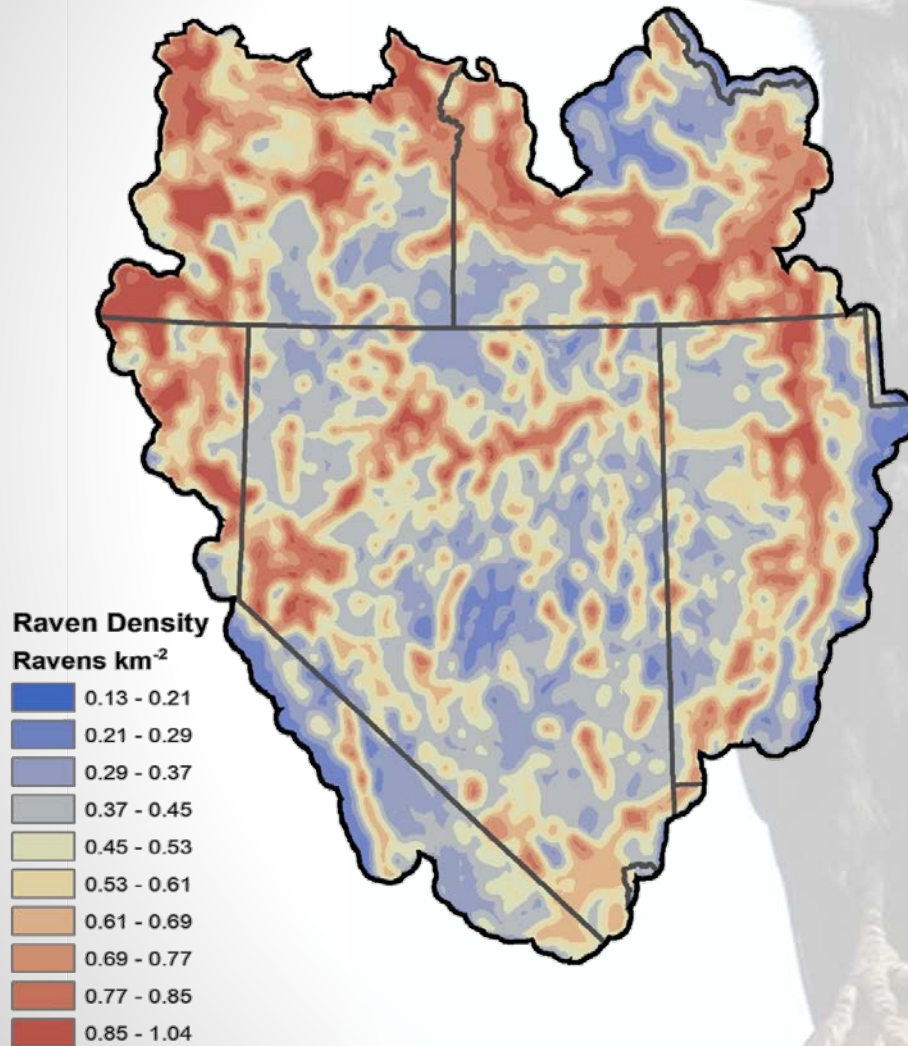 Raven Density
Ravens km-2
0.13 - 0.21
0.21 - 0.29
0.29 - 0.37
0.37 - 0.45
0.45 - 0.53
0.53 - 0.61
0.61 - 0.69
0.69 - 0.77
0.77 - 0.85
0.85 - 1.04